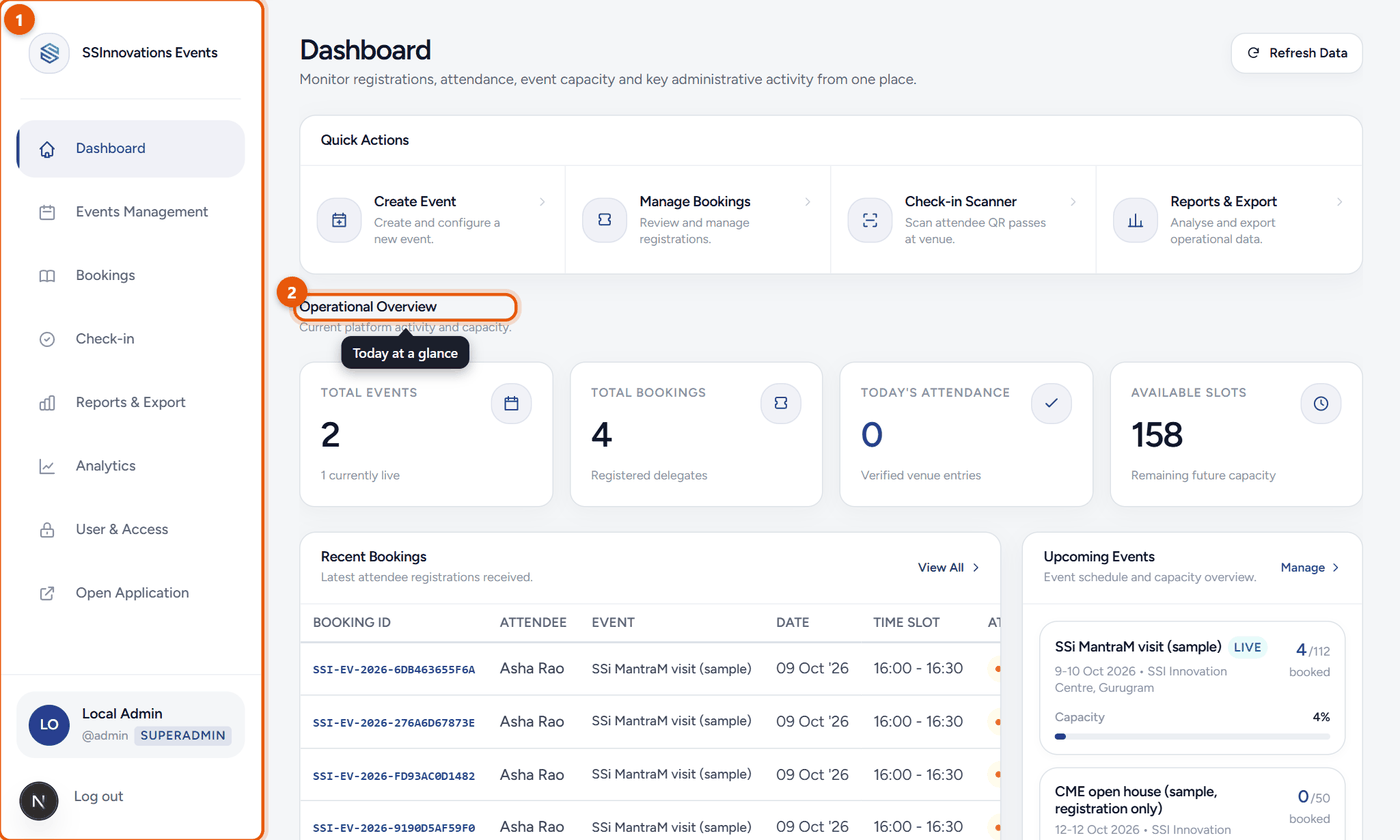 1
SSInnovations Events
Dashboard
Events Management
Bookings
Check-in
Reports & Export
Analytics
User & Access
Open Application
LO
Local Admin
@admin SUPERADMIN
N
Log out
Dashboard
Monitor registrations, attendance, event capacity and key administrative activity from one place.
Refresh Data
Quick Actions
Create Event
Create and configure a
new event.
Manage Bookings
Review and manage
registrations.
Check-in Scanner
Scan attendee QR passes
at venue.
Reports & Export
Analyse and export
operational data.
2
Operational Overview
Current platform activity and capacity.
Today at a glance
TOTAL EVENTS
2
1 currently live
TOTAL BOOKINGS
4
Registered delegates
TODAY'S ATTENDANCE
0
Verified venue entries
AVAILABLE SLOTS
158
Remaining future capacity
Recent Bookings
Latest attendee registrations received.
View All
BOOKING ID ATTENDEE EVENT DATE TIME SLOT AT
SSI-EV-2026-6DB463655F6A Asha Rao SSi MantraM visit (sample) 09 Oct '26 16:00 - 16:30
SSI-EV-2026-276A6D67873E Asha Rao SSi MantraM visit (sample) 09 Oct '26 16:00 - 16:30
SSI-EV-2026-FD93AC0D1482 Asha Rao SSi MantraM visit (sample) 09 Oct '26 16:00 - 16:30
SSI-EV-2026-9190D5AF59F0 Asha Rao SSi MantraM visit (sample) 09 Oct '26 16:00 - 16:30
Upcoming Events
Event schedule and capacity overview.
Manage
SSi MantraM visit (sample) LIVE
4/112
booked
9-10 Oct 2026 • SSI Innovation
Centre, Gurugram
Capacity 4%
CME open house (sample,
registration only)
0/50
booked
12-12 Oct 2026 • SSI Innovation